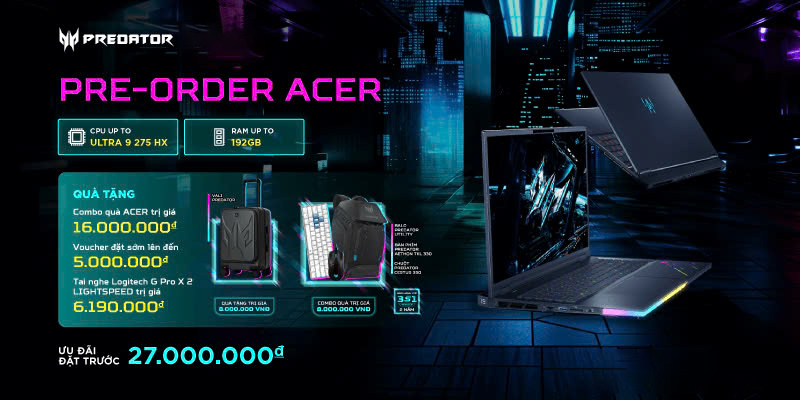 PREDATOR
PRE-ORDER ACER
CPU UP TO
ULTRA 9 275 HX
RAM UP TO
192GB
QUÀ TẶNG
Combo quà ACER trị giá
16.000.000đ
Voucher đặt sớm lên đến
5.000.000đ
Tai nghe Logitech G Pro X 2
LIGHTSPEED trị giá
6.190.000đ
VALI
PREDATOR
QUÀ TẶNG TRỊ GIÁ
8.000.000 VND
BALO
PREDATOR
UTILITY
BÀN PHÍM
PREDATOR
AETHON TKL 330
CHUỘT
PREDATOR
CESTUS 350
COMBO QUÀ TRỊ GIÁ
8.000.000 VND
3S1
2 NĂM
ƯU ĐÃI
ĐẶT TRƯỚC
27.000.000đ